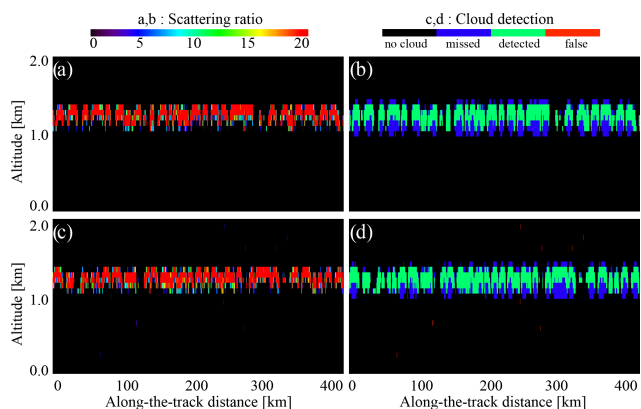 a,b : Scattering ratio
c,d : Cloud detection
0 5 10 15 20
no cloud missed detected false
2.0
(a) (b)
Altitude [km]
1.0
0.0
2.0
(c) (d)
Altitude [km]
1.0
0.0
0 100 200 300 400 0 100 200 300 400
Along-the-track distance [km] Along-the-track distance [km]